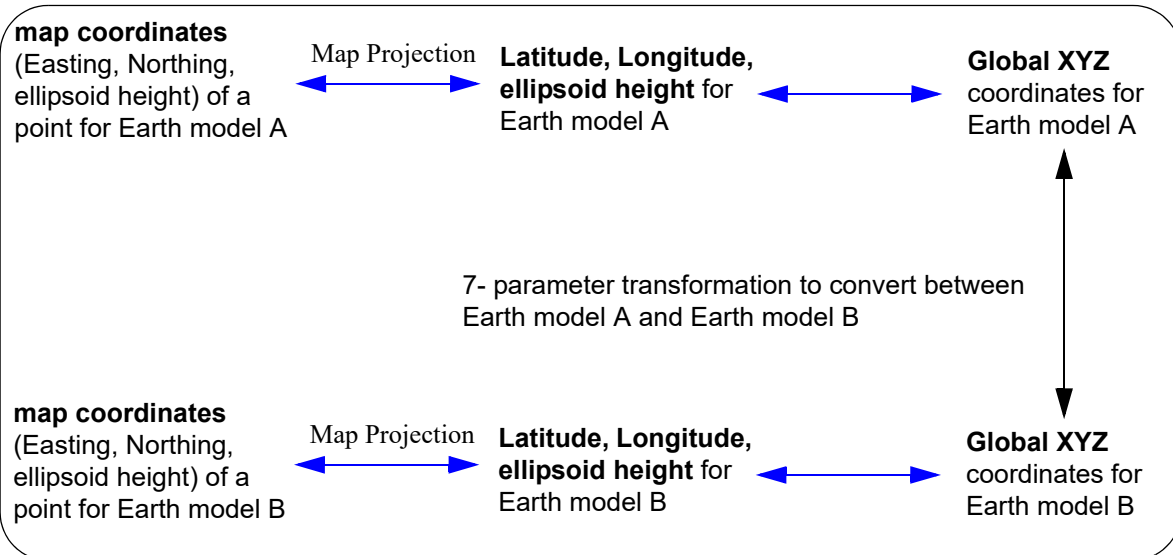 map coordinates
(Easting, Northing,
ellipsoid height) of a
point for Earth model A
Map Projection
Latitude, Longitude,
ellipsoid height for
Earth model A
Global XYZ
coordinates for
Earth model A
7- parameter transformation to convert between
Earth model A and Earth model B
map coordinates
(Easting, Northing,
ellipsoid height) of a
point for Earth model B
Map Projection
Latitude, Longitude,
ellipsoid height for
Earth model B
Global XYZ
coordinates for
Earth model B